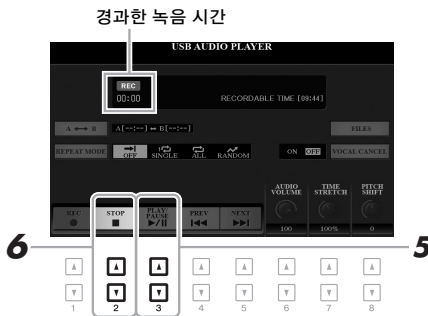 경과한 녹음 시간
USB AUDIO PLAYER
REC
00:00
RECORDABLE TIME [09:44]
A ⟷ B
A[--:--] ↔ B[--:--]
FILES
REPEAT MODE
OFF
SINGLE
ALL
RANDOM
ON OFF
VOCAL CANCEL
AUDIO VOLUME
TIME STRETCH
PITCH SHIFT
REC
STOP
PLAY/PAUSE
PREV
NEXT
100
100%
0
6
5
1 2 3 4 5 6 7 8